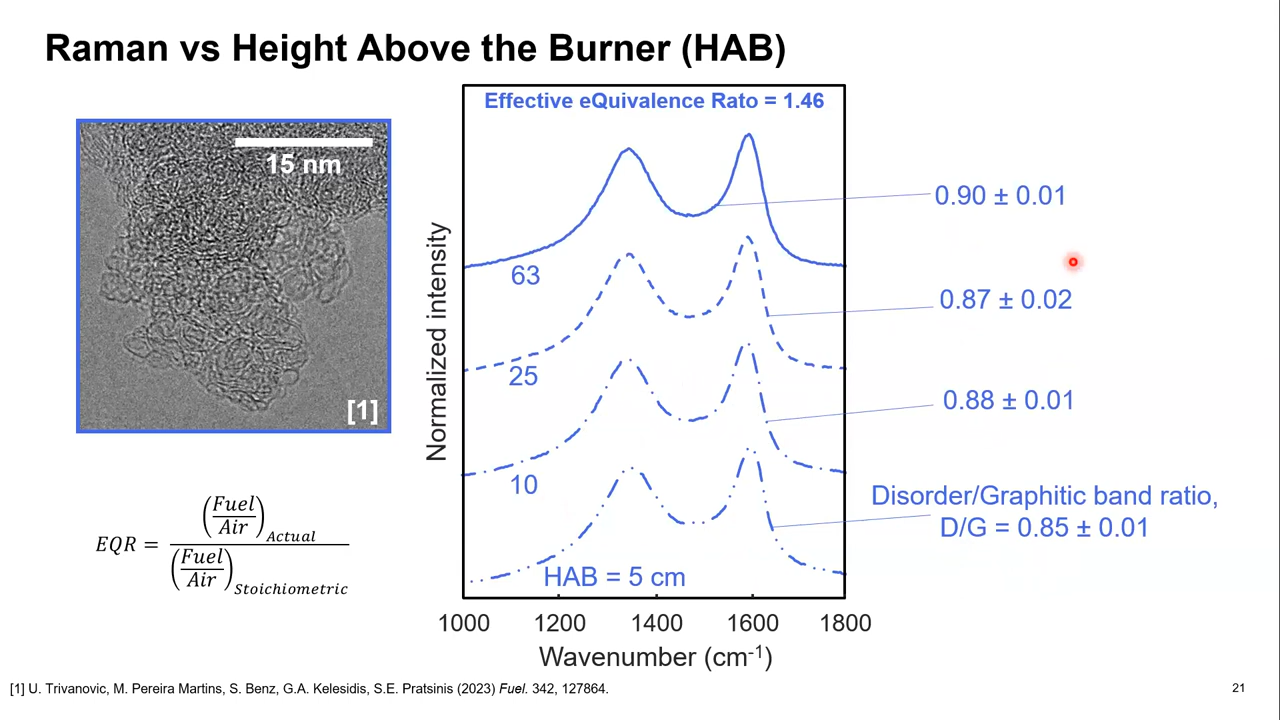 Raman vs Height Above the Burner (HAB)
15 nm
[1]
EQR = (Fuel/Air)Actual / (Fuel/Air)Stoichiometric
Effective eQuivalence Rato = 1.46
Normalized intensity
63
25
10
HAB = 5 cm
0.90 ± 0.01
0.87 ± 0.02
0.88 ± 0.01
Disorder/Graphitic band ratio,
D/G = 0.85 ± 0.01
1000 1200 1400 1600 1800
Wavenumber (cm⁻¹)
[1] U. Trivanovic, M. Pereira Martins, S. Benz, G.A. Kelesidis, S.E. Pratsinis (2023) Fuel. 342, 127864.
21